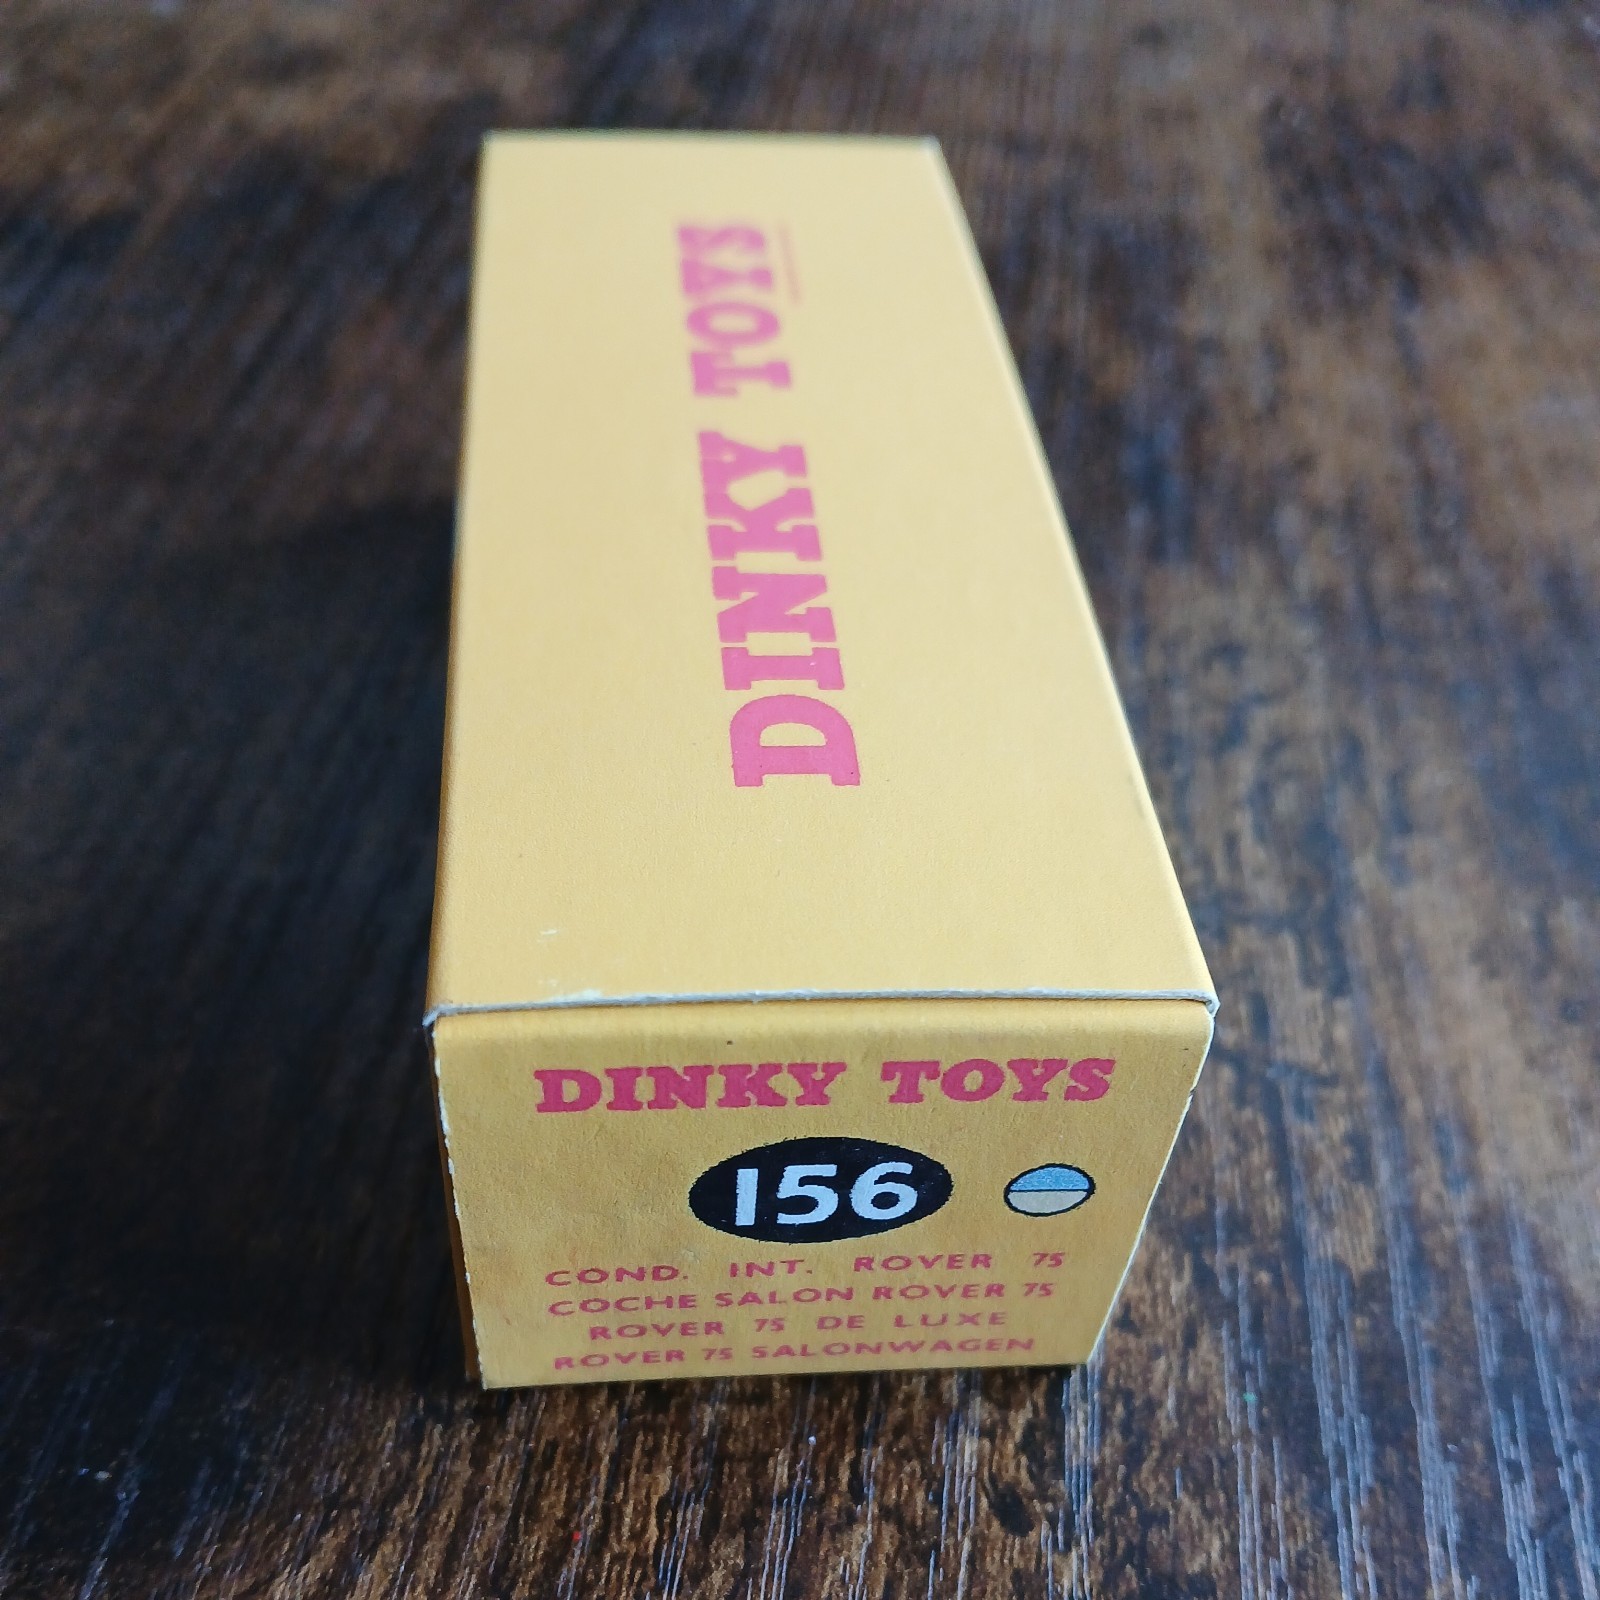 DINKY TOYS
DINKY TOYS
156
COND. INT. ROVER 75
COCHE SALON ROVER 75
ROVER 75 DE LUXE
ROVER 75 SALONWAGEN